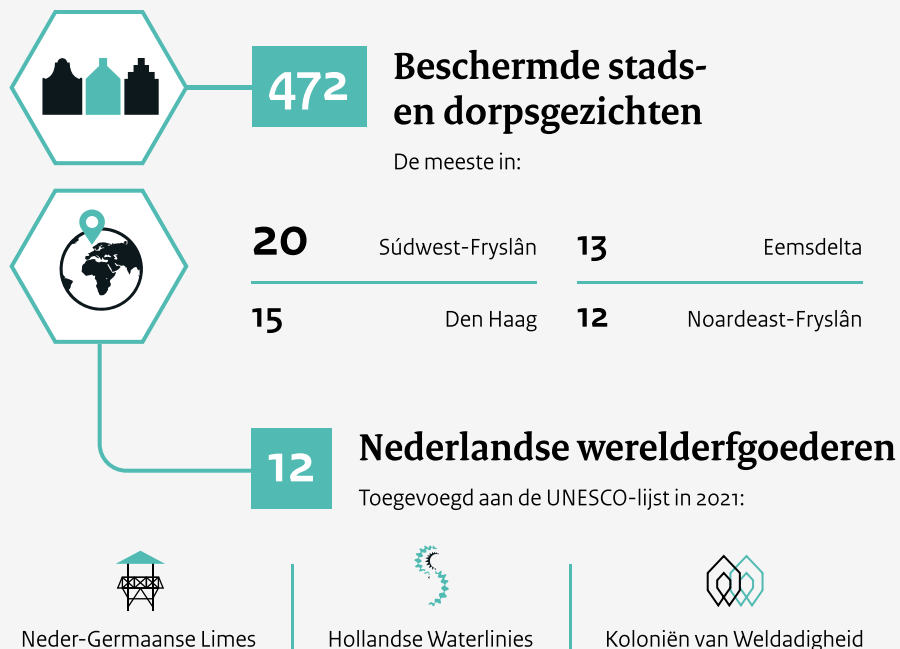 472
Beschermde stads-
en dorpsgezichten
De meeste in:
20 Súdwest-Fryslân
15 Den Haag
13 Eemsdelta
12 Noardeast-Fryslân
12
Nederlandse werelderfgoederen
Toegevoegd aan de UNESCO-lijst in 2021:
Neder-Germaanse Limes
Hollandse Waterlinies
Koloniën van Weldadigheid